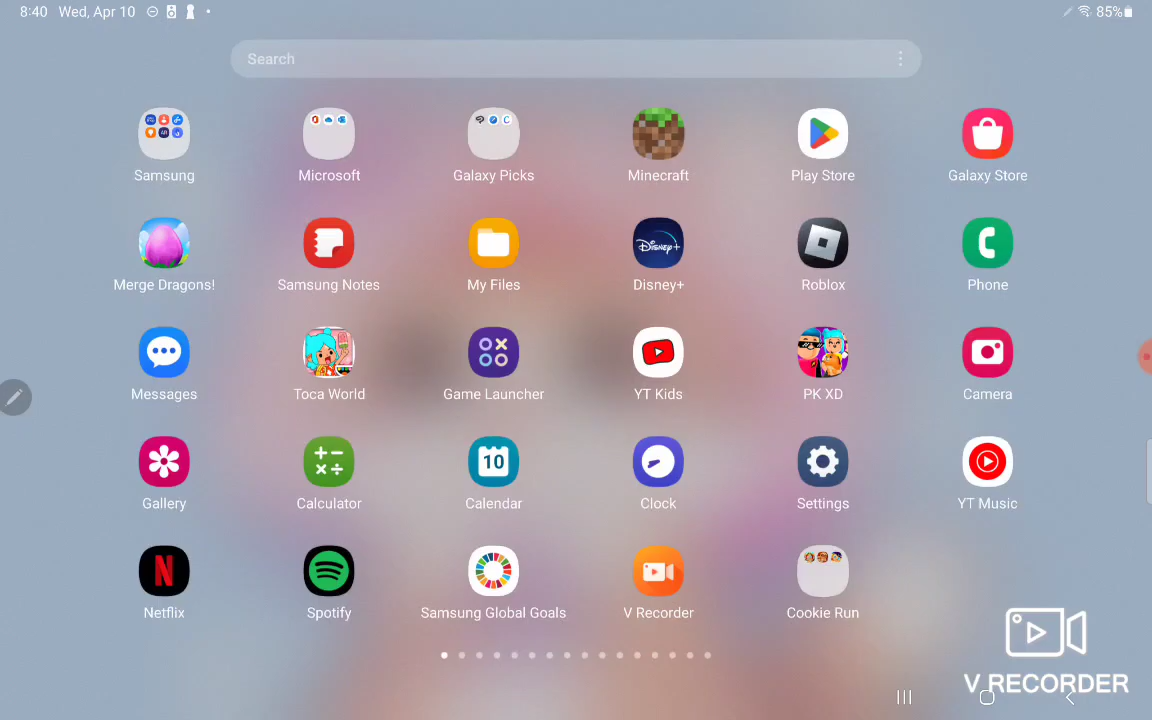 8:40 Wed, Apr 10 85%
Search
Samsung Microsoft Galaxy Picks Minecraft Play Store Galaxy Store
Disney+
Merge Dragons! Samsung Notes My Files Disney+ Roblox Phone
Messages Toca World Game Launcher YT Kids PK XD Camera
10
Gallery Calculator Calendar Clock Settings YT Music
Netflix Spotify Samsung Global Goals V Recorder Cookie Run
V RECORDER